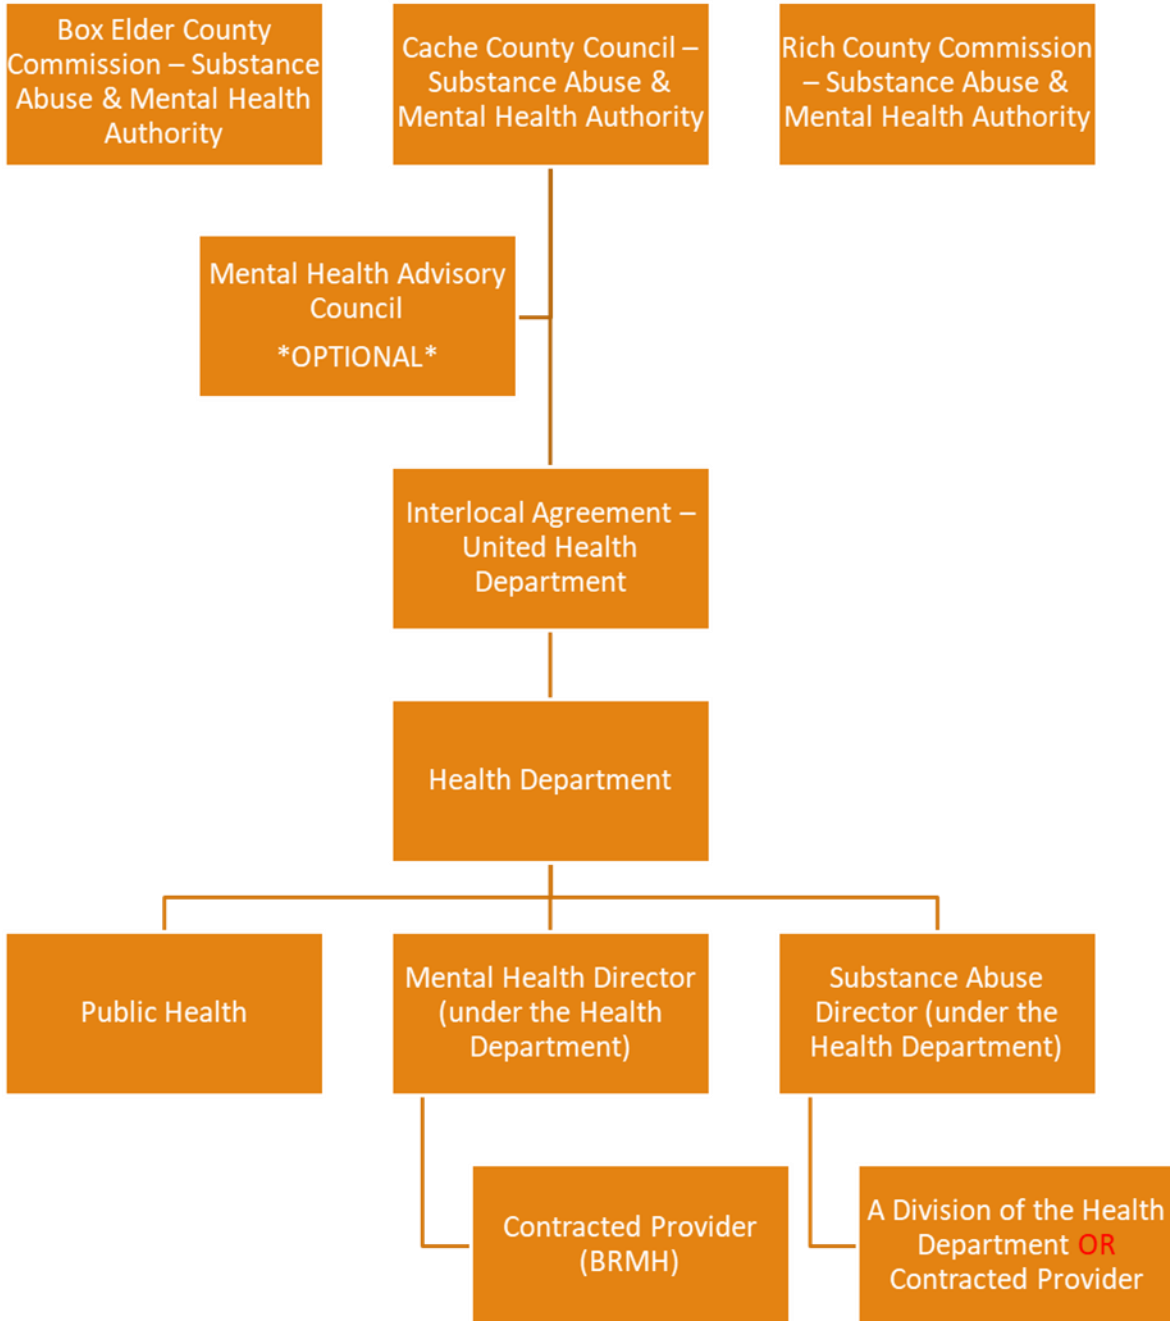 Box Elder County
Commission – Substance
Abuse & Mental Health
Authority
Cache County Council –
Substance Abuse &
Mental Health Authority
Rich County Commission
– Substance Abuse &
Mental Health Authority
Mental Health Advisory
Council
*OPTIONAL*
Interlocal Agreement –
United Health
Department
Health Department
Public Health
Mental Health Director
(under the Health
Department)
Substance Abuse
Director (under the
Health Department)
Contracted Provider
(BRMH)
A Division of the Health
Department OR
Contracted Provider